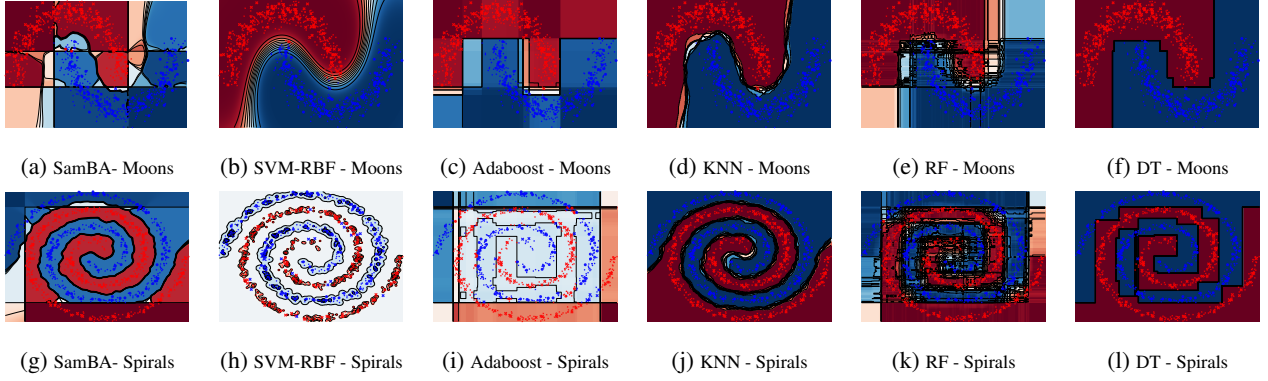 (a) SamBA- Moons
(b) SVM-RBF - Moons
(c) Adaboost - Moons
(d) KNN - Moons
(e) RF - Moons
(f) DT - Moons
(g) SamBA- Spirals
(h) SVM-RBF - Spirals
(i) Adaboost - Spirals
(j) KNN - Spirals
(k) RF - Spirals
(l) DT - Spirals